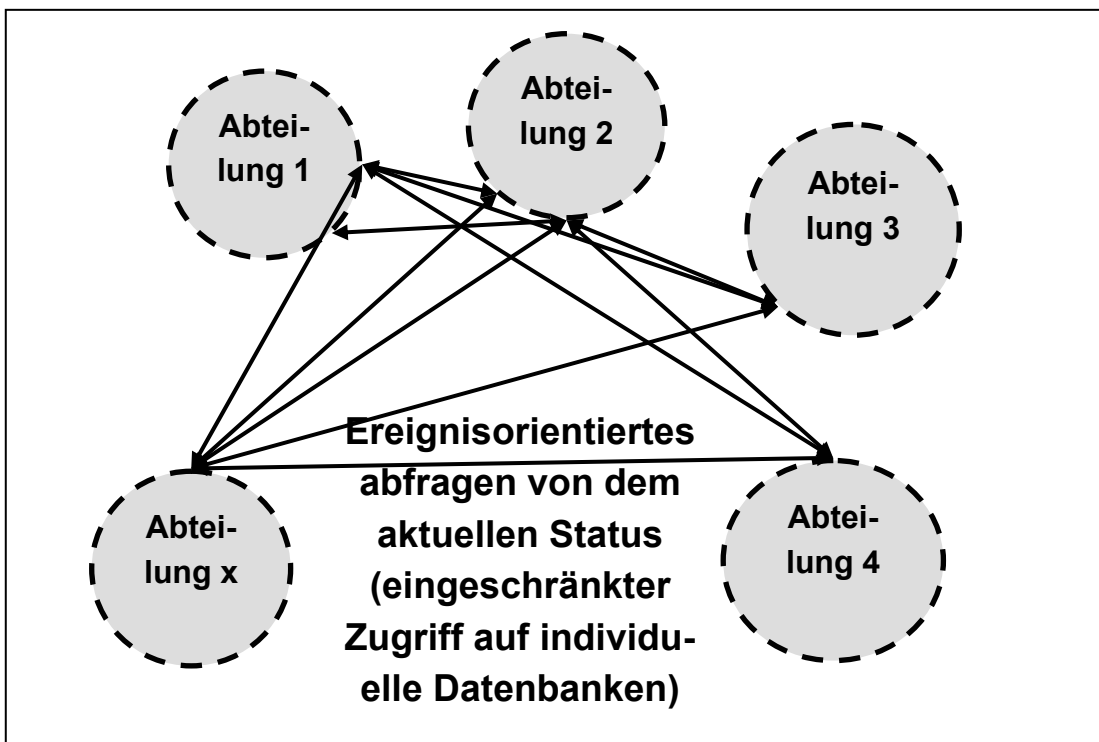 Abtei-
lung 1
Abtei-
lung 2
Abtei-
lung 3
Ereignisorientiertes
abfragen von dem
aktuellen Status
(eingeschränkter
Zugriff auf individu-
elle Datenbanken)
Abtei-
lung x
Abtei-
lung 4